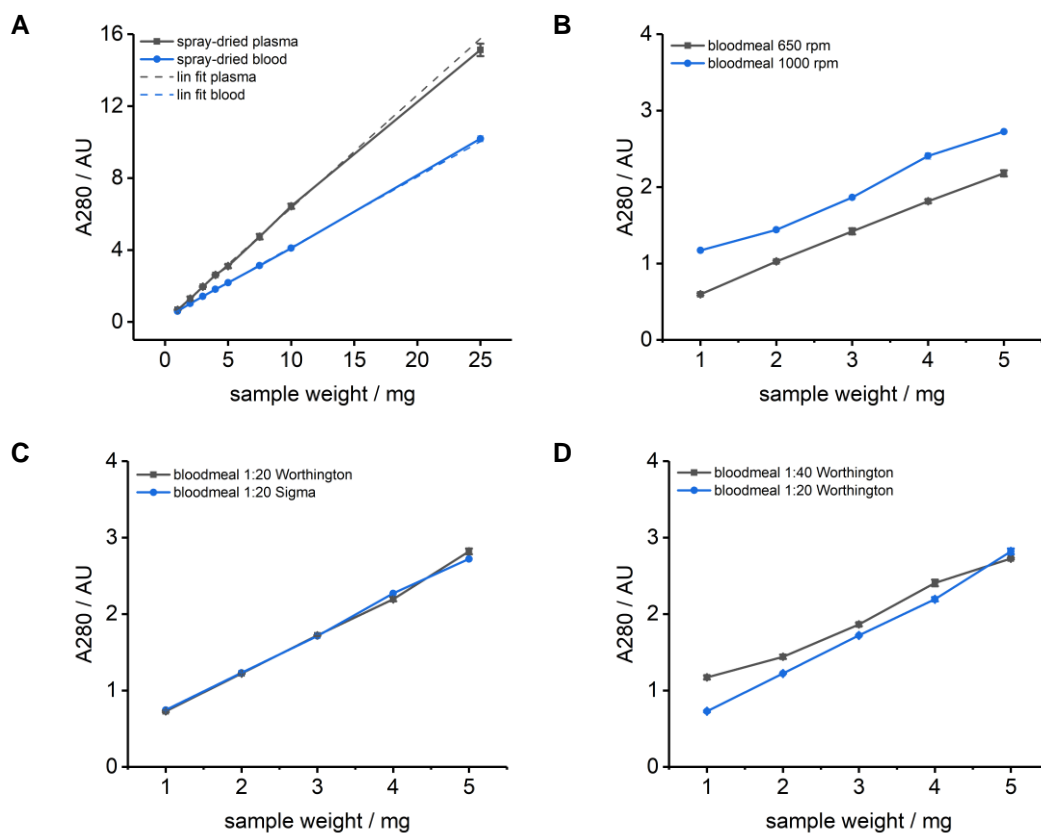 A
spray-dried plasma
spray-dried blood
lin fit plasma
lin fit blood
16
12
8
4
0
A280 / AU
0 5 10 15 20 25
sample weight / mg
B
bloodmeal 650 rpm
bloodmeal 1000 rpm
4
3
2
1
0
A280 / AU
1 2 3 4 5
sample weight / mg
C
bloodmeal 1:20 Worthington
bloodmeal 1:20 Sigma
4
3
2
1
0
A280 / AU
1 2 3 4 5
sample weight / mg
D
bloodmeal 1:40 Worthington
bloodmeal 1:20 Worthington
4
3
2
1
0
A280 / AU
1 2 3 4 5
sample weight / mg